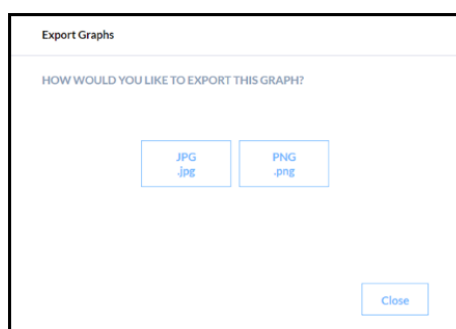 Export Graphs
HOW WOULD YOU LIKE TO EXPORT THIS GRAPH?
JPG
.jpg
PNG
.png
Close